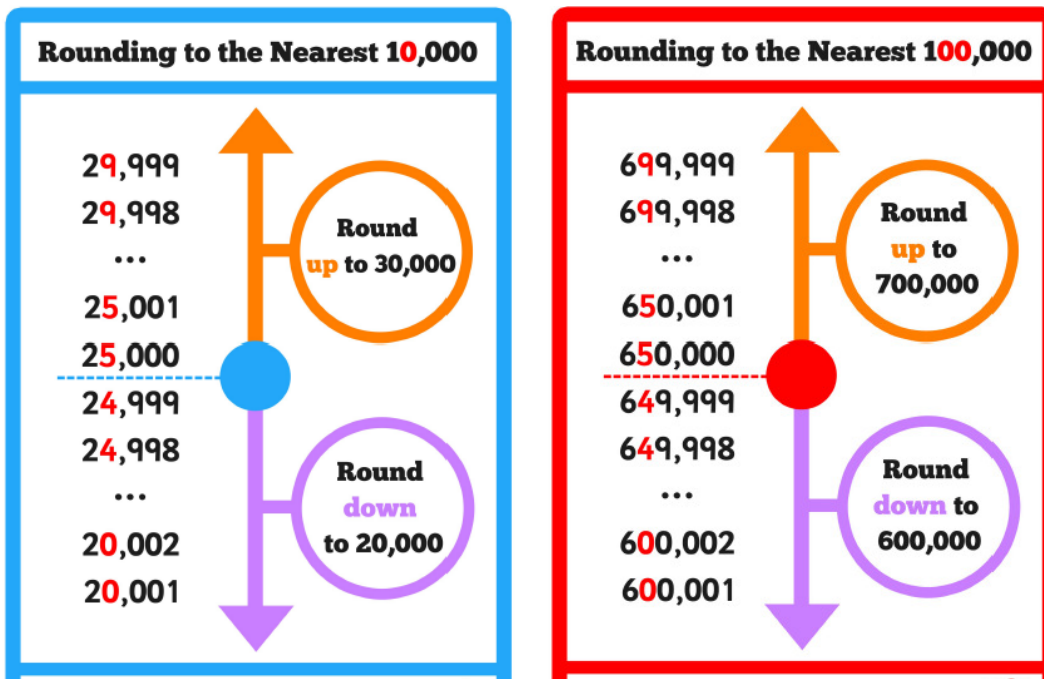 Rounding to the Nearest 10,000
29,999
29,998
...
25,001
25,000
24,999
24,998
...
20,002
20,001
Round
up to 30,000
Round
down
to 20,000
Rounding to the Nearest 100,000
699,999
699,998
...
650,001
650,000
649,999
649,998
...
600,002
600,001
Round
up to
700,000
Round
down to
600,000